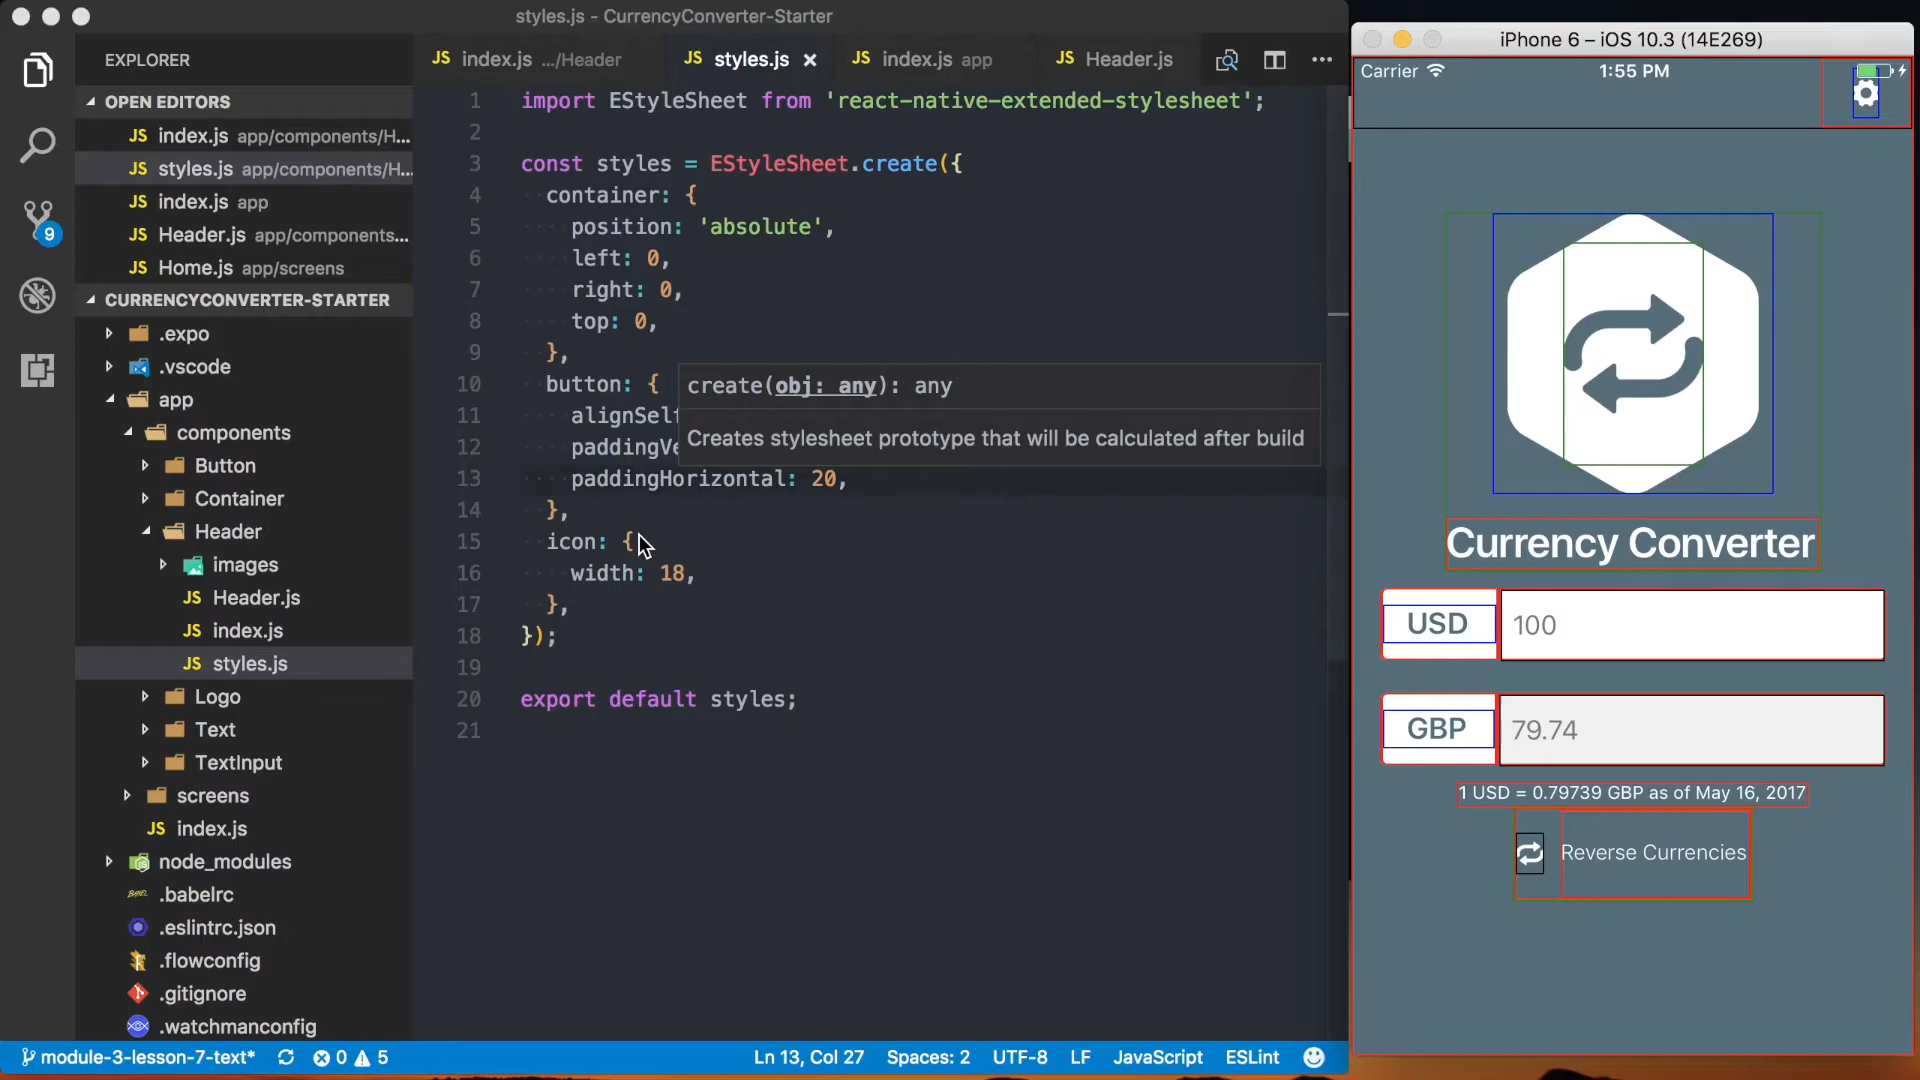 styles.js - CurrencyConverter-Starter
EXPLORER
OPEN EDITORS
JS index.js app/components/H...
JS styles.js app/components/H...
JS index.js app
JS Header.js app/components...
JS Home.js app/screens
CURRENCYCONVERTER-STARTER
.expo
.vscode
app
components
Button
Container
Header
images
JS Header.js
JS index.js
JS styles.js
Logo
Text
TextInput
screens
JS index.js
node_modules
.babelrc
.eslintrc.json
.flowconfig
.gitignore
.watchmanconfig
9
JS index.js .../Header
JS styles.js
JS index.js app
JS Header.js
1 import EStyleSheet from 'react-native-extended-stylesheet';
2
3 const styles = EStyleSheet.create({
4 container: {
5 position: 'absolute',
6 left: 0,
7 right: 0,
8 top: 0,
9 },
10 button: {
11 alignSelf
12 paddingVe
13 paddingHorizontal: 20,
14 },
15 icon: {
16 width: 18,
17 },
18 });
19
20 export default styles;
21
create(obj: any): any
Creates stylesheet prototype that will be calculated after build
module-3-lesson-7-text* 0 5
Ln 13, Col 27 Spaces: 2 UTF-8 LF JavaScript ESLint
iPhone 6 – iOS 10.3 (14E269)
Carrier 1:55 PM
Currency Converter
USD 100
GBP 79.74
1 USD = 0.79739 GBP as of May 16, 2017
Reverse Currencies